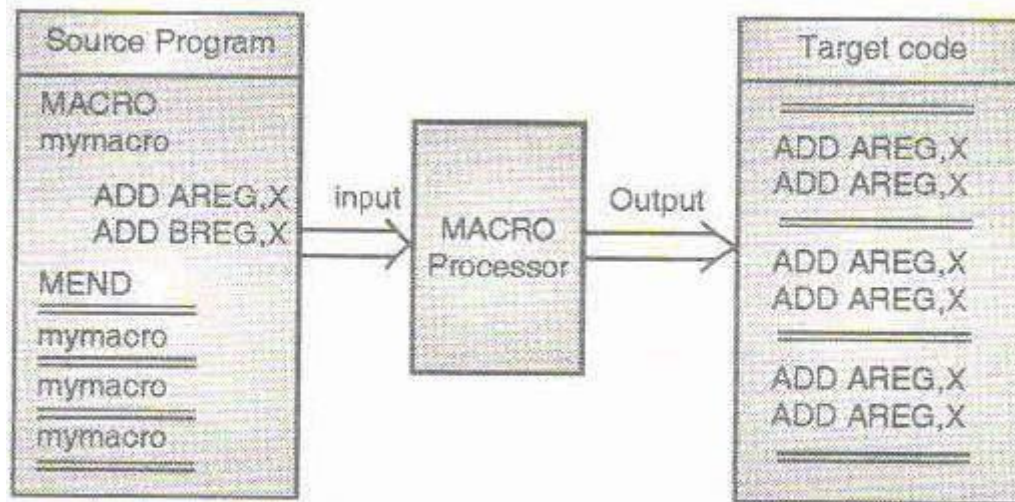 Source Program
MACRO
mymacro
ADD AREG,X
ADD BREG,X
MEND
mymacro
mymacro
mymacro
input
MACRO
Processor
Output
Target code
ADD AREG,X
ADD AREG,X
ADD AREG,X
ADD AREG,X
ADD AREG,X
ADD AREG,X